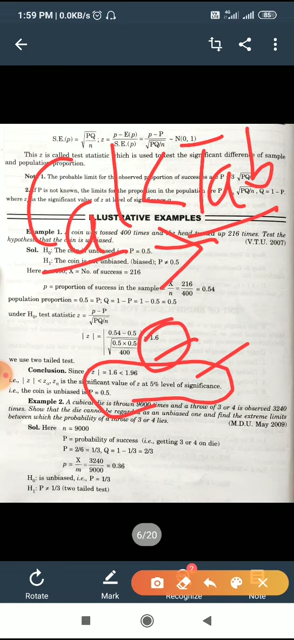 1:59 PM | 0.0KB/s
4G
4G
85
S.E.(p) = √PQ/n ; z = p – E(p)/S.E.(p) = p – P/√PQ/n ~ N(0, 1)
This z is called test statistic which is used to test the significant difference of sample
and population proportion.
Note 1. The probable limit for the observed proportion of success are P ± 3 √PQ/n
2. If P is not known, the limits for the proportion in the population are P √PQ/n , Q = 1 – P.
where is the significant value of z at level of significance
Cal < Tab
ILLUSTRATIVE EXAMPLES
Example 1. A coin was tossed 400 times and the head turned up 216 times. Test the
hypothesis that the coin is unbiased. (V.T.U. 2007)
Sol. H₀: The coin is unbiased P = 0.5.
H₁: The coin is not unbiased, (biased); P ≠ 0.5
Here X = No. of success = 216
p = proportion of success in the sample X/n = 216/400 = 0.54
population proportion = 0.5 = P; Q = 1 – P = 1 – 0.5 = 0.5
under H₀, test statistic z = p – P/√PQ/n
| z | = | 0.54 – 0.5/√0.5 × 0.5/400 | = 1.6
we use two tailed test.
Conclusion. Since | z | = 1.6 < 1.96
i.e., | z | < zα, zα is the significant value of z at 5% level of significance.
i.e., the coin is unbiased P = 0.5.
Example 2. A cubical die is thrown 9000 times and a throw of 3 or 4 is observed 3240
times. Show that the die cannot be regarded as an unbiased one and find the extreme limits
between which the probability of a throw of 3 or 4 lies. (M.D.U. May 2009)
Sol. Here n = 9000
P = probability of success (i.e., getting 3 or 4 on die)
P = 2/6 = 1/3, Q = 1 – 1/3 = 2/3
p = X/n = 3240/9000 = 0.36
H₀: is unbiased, i.e., P = 1/3
H₁: P ≠ 1/3 (two tailed test)
6/20
Rotate
Mark
Recognize
Note